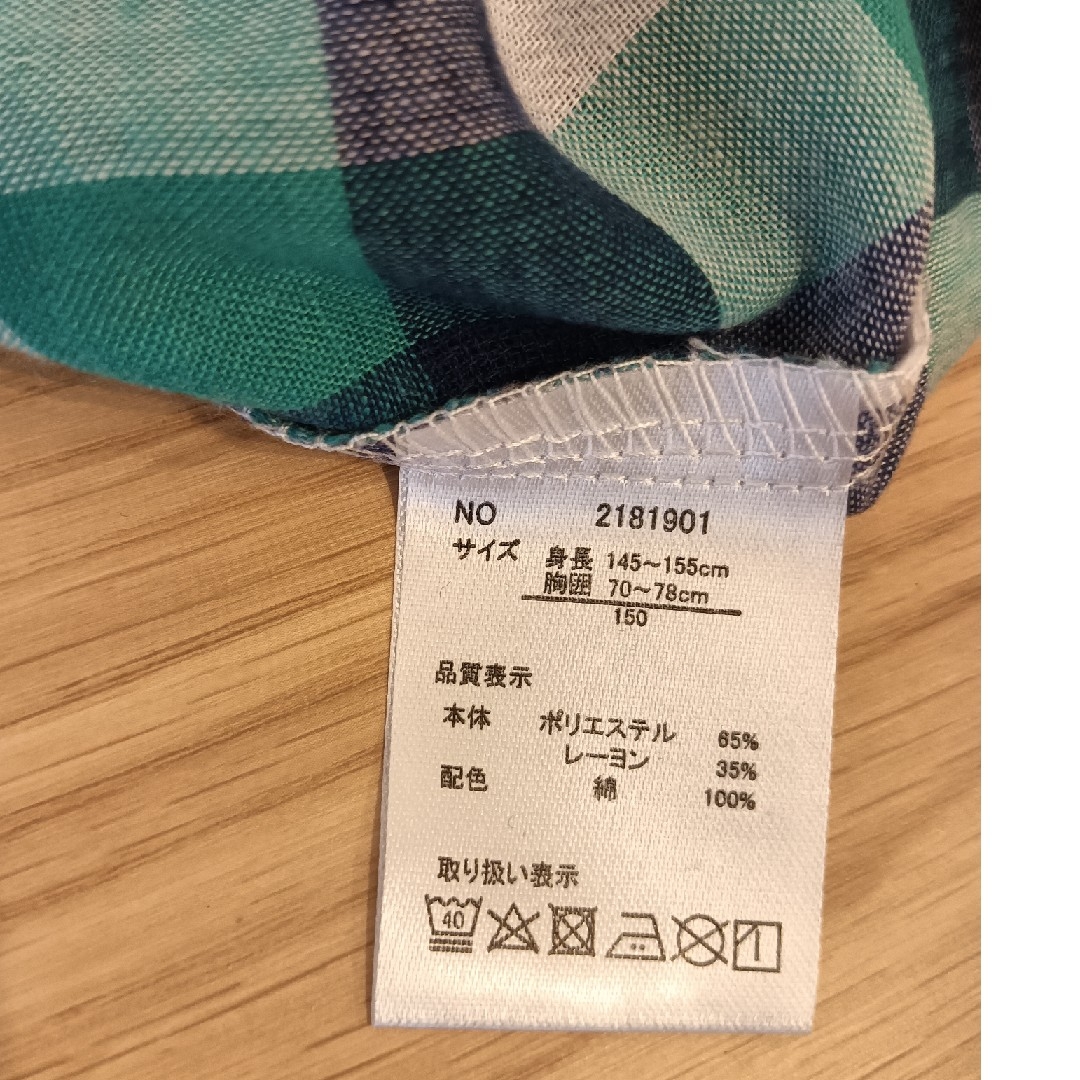 NO 2181901
サイズ 身長 145～155cm
胸囲 70～78cm
150
品質表示
本体 ポリエステル 65%
レーヨン 35%
配色 綿 100%
取り扱い表示
40